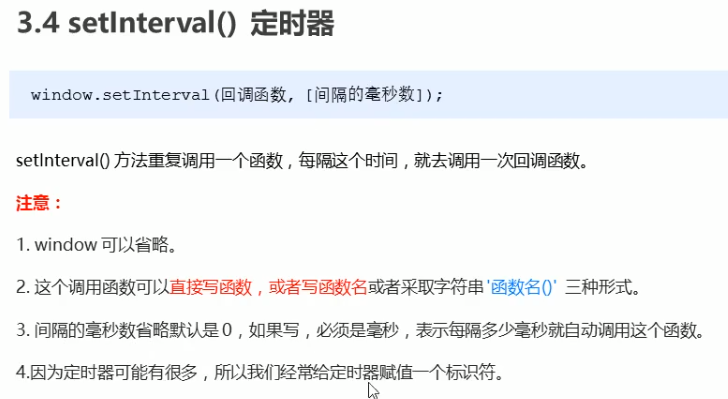 3.4 setInterval() 定时器
window.setInterval(回调函数, [间隔的毫秒数]);
setInterval() 方法重复调用一个函数，每隔这个时间，就去调用一次回调函数。
注意：
1. window 可以省略。
2. 这个调用函数可以直接写函数，或者写函数名或者采取字符串 '函数名()' 三种形式。
3. 间隔的毫秒数省略默认是 0，如果写，必须是毫秒，表示每隔多少毫秒就自动调用这个函数。
4.因为定时器可能有很多，所以我们经常给定时器赋值一个标识符。